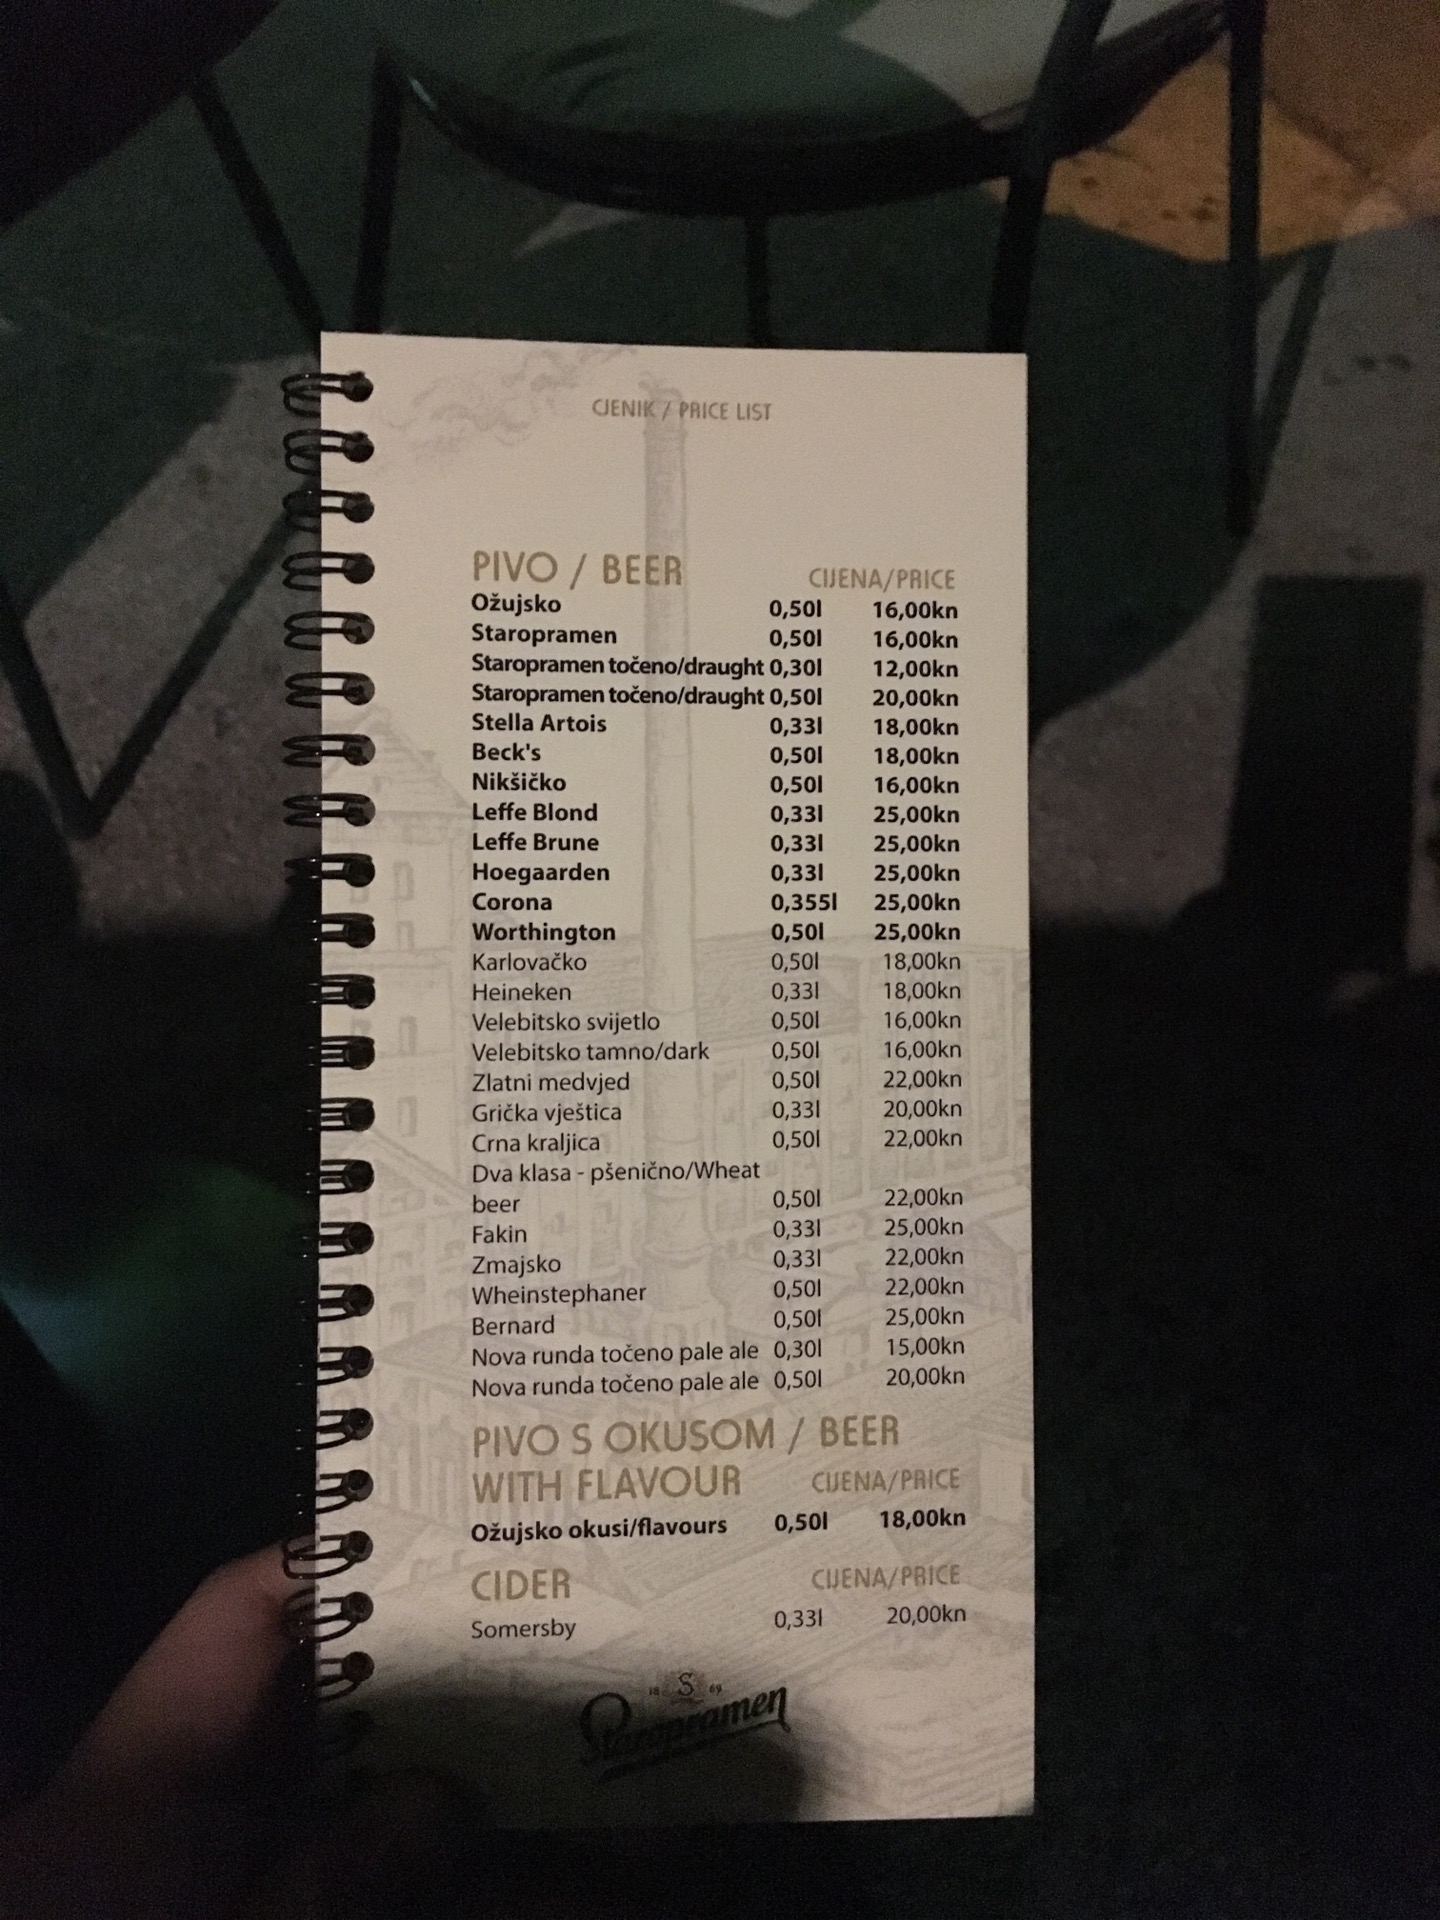 CJENIK / PRICE LIST
PIVO / BEER CIJENA/PRICE
Ožujsko 0,50l 16,00kn
Staropramen 0,50l 16,00kn
Staropramen točeno/draught 0,30l 12,00kn
Staropramen točeno/draught 0,50l 20,00kn
Stella Artois 0,33l 18,00kn
Beck's 0,50l 18,00kn
Nikšičko 0,50l 16,00kn
Leffe Blond 0,33l 25,00kn
Leffe Brune 0,33l 25,00kn
Hoegaarden 0,33l 25,00kn
Corona 0,355l 25,00kn
Worthington 0,50l 25,00kn
Karlovačko 0,50l 18,00kn
Heineken 0,33l 18,00kn
Velebitsko svijetlo 0,50l 16,00kn
Velebitsko tamno/dark 0,50l 16,00kn
Zlatni medvjed 0,50l 22,00kn
Grička vještica 0,33l 20,00kn
Crna kraljica 0,50l 22,00kn
Dva klasa - pšenično/Wheat
beer 0,50l 22,00kn
Fakin 0,33l 25,00kn
Zmajsko 0,33l 22,00kn
Wheinstephaner 0,50l 22,00kn
Bernard 0,50l 25,00kn
Nova runda točeno pale ale 0,30l 15,00kn
Nova runda točeno pale ale 0,50l 20,00kn
PIVO S OKUSOM / BEER
WITH FLAVOUR CIJENA/PRICE
Ožujsko okusi/flavours 0,50l 18,00kn
CIDER CIJENA/PRICE
Somersby 0,33l 20,00kn
18 S 69
Staropramen